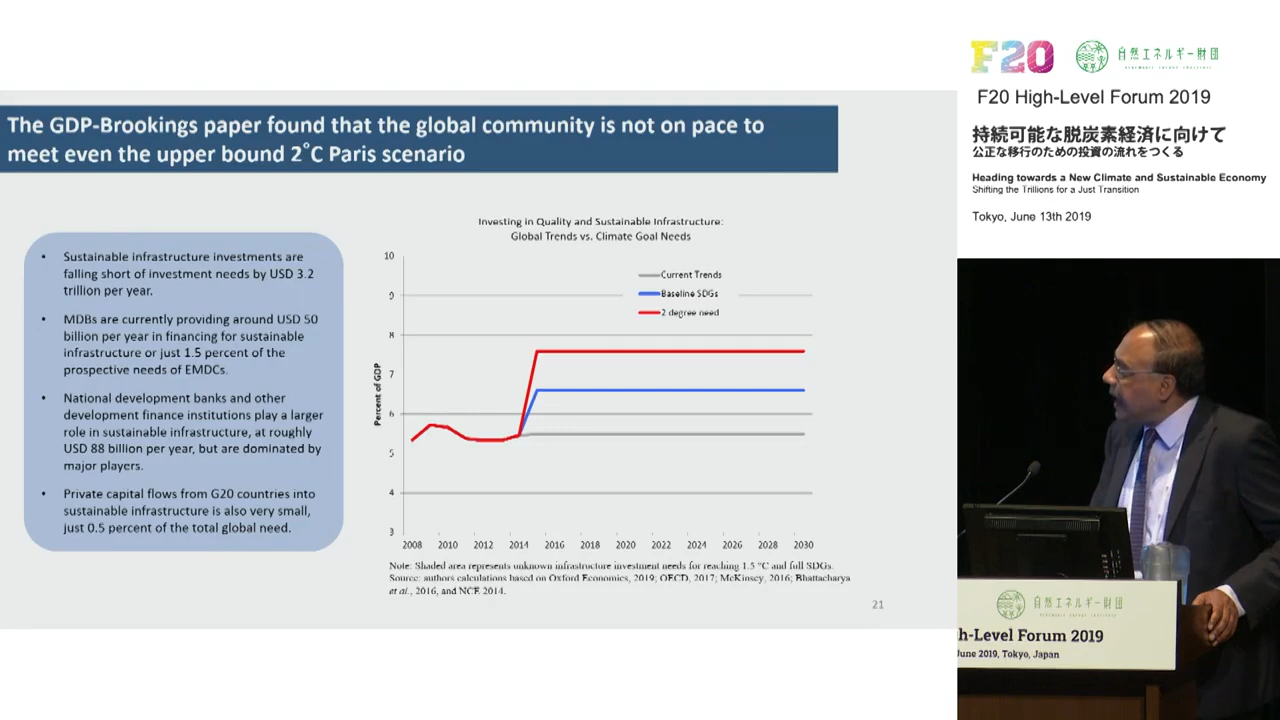 The GDP-Brookings paper found that the global community is not on pace to
meet even the upper bound 2°C Paris scenario
• Sustainable infrastructure investments are
falling short of investment needs by USD 3.2
trillion per year.
• MDBs are currently providing around USD 50
billion per year in financing for sustainable
infrastructure or just 1.5 percent of the
prospective needs of EMDCs.
• National development banks and other
development finance institutions play a larger
role in sustainable infrastructure, at roughly
USD 88 billion per year, but are dominated by
major players.
• Private capital flows from G20 countries into
sustainable infrastructure is also very small,
just 0.5 percent of the total global need.
Investing in Quality and Sustainable Infrastructure:
Global Trends vs. Climate Goal Needs
Percent of GDP
10
9
8
7
6
5
4
3
Current Trends
Baseline SDGs
2 degree need
2008 2010 2012 2014 2016 2018 2020 2022 2024 2026 2028 2030
Note: Shaded area represents unknown infrastructure investment needs for reaching 1.5 °C and full SDGs.
Source: authors calculations based on Oxford Economics, 2019; OECD, 2017; McKinsey, 2016; Bhattacharya
et al., 2016, and NCE 2014.
21
F20
自然エネルギー財団
RENEWABLE ENERGY INSTITUTE
F20 High-Level Forum 2019
持続可能な脱炭素経済に向けて
公正な移行のための投資の流れをつくる
Heading towards a New Climate and Sustainable Economy
Shifting the Trillions for a Just Transition
Tokyo, June 13th 2019
自然エネルギー財団
RENEWABLE ENERGY INSTITUTE
h-Level Forum 2019
June 2019, Tokyo, Japan